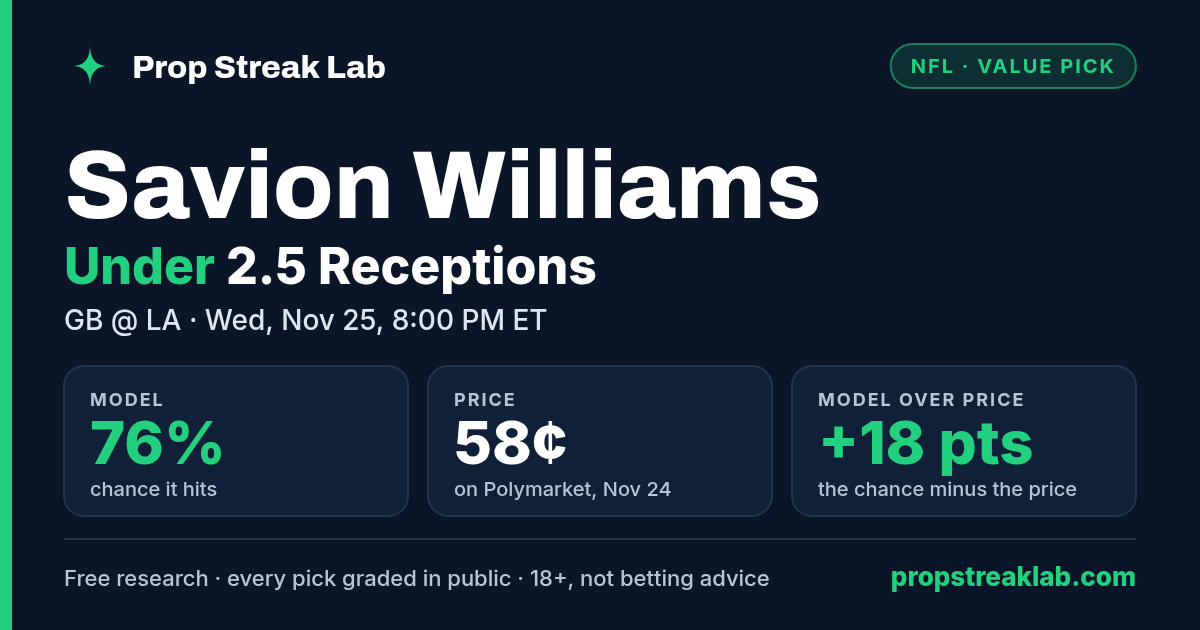 Prop Streak Lab
NFL · VALUE PICK
Savion Williams
Under 2.5 Receptions
GB @ LA · Wed, Nov 25, 8:00 PM ET
MODEL
76%
chance it hits
PRICE
58¢
on Polymarket, Nov 24
MODEL OVER PRICE
+18 pts
the chance minus the price
Free research · every pick graded in public · 18+, not betting advice
propstreaklab.com